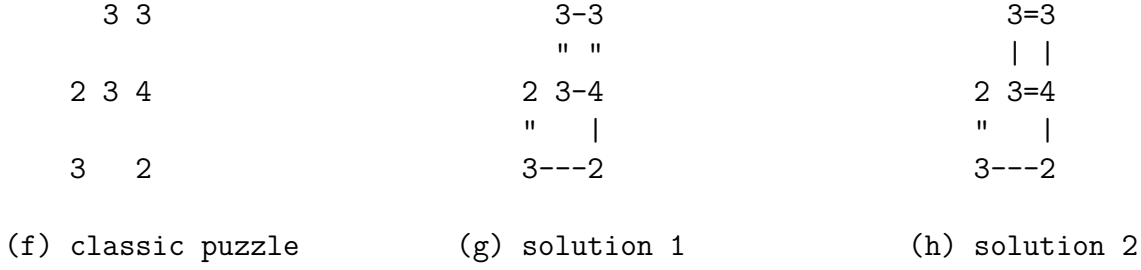 3 3              3-3              3=3
                   " "              | |
2 3 4            2 3-4            2 3=4
                 "   |            "   |
3   2            3---2            3---2
(f) classic puzzle (g) solution 1 (h) solution 2